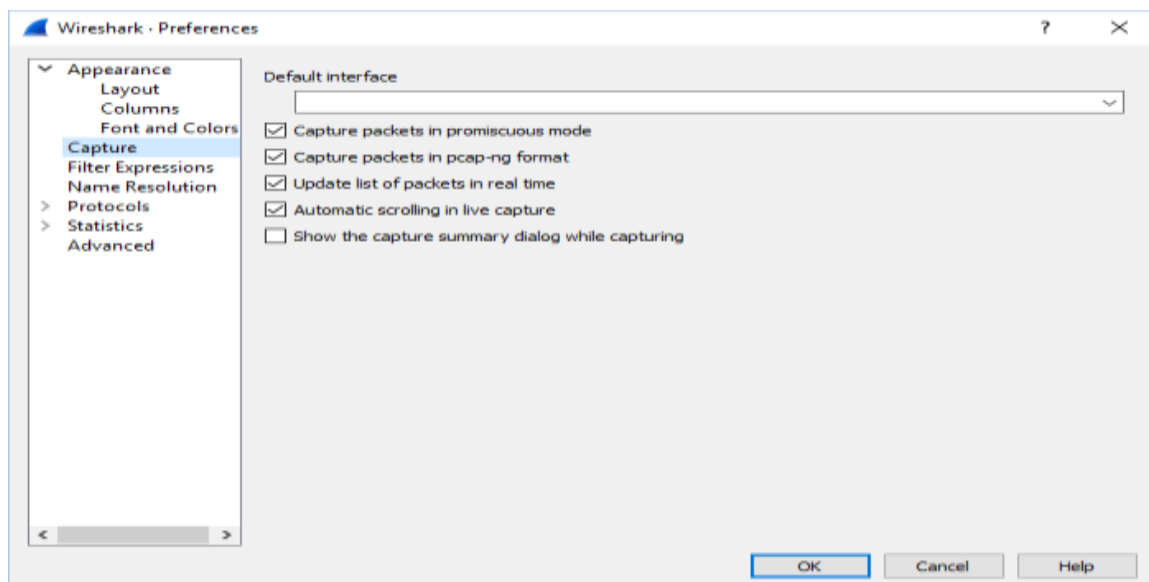 Wireshark · Preferences
?
Appearance
Layout
Columns
Font and Colors
Capture
Filter Expressions
Name Resolution
Protocols
Statistics
Advanced
Default interface
Capture packets in promiscuous mode
Capture packets in pcap-ng format
Update list of packets in real time
Automatic scrolling in live capture
Show the capture summary dialog while capturing
OK
Cancel
Help